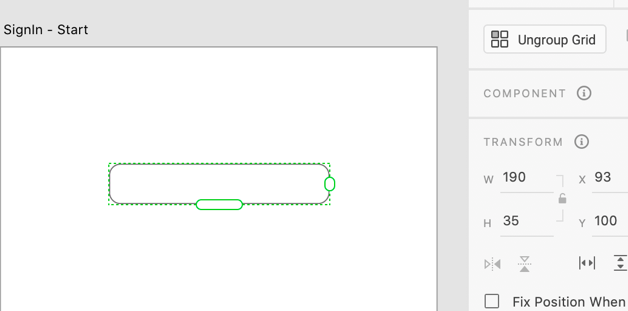 SignIn - Start
Ungroup Grid
COMPONENT
TRANSFORM
W 190 X 93
H 35 Y 100
Fix Position When